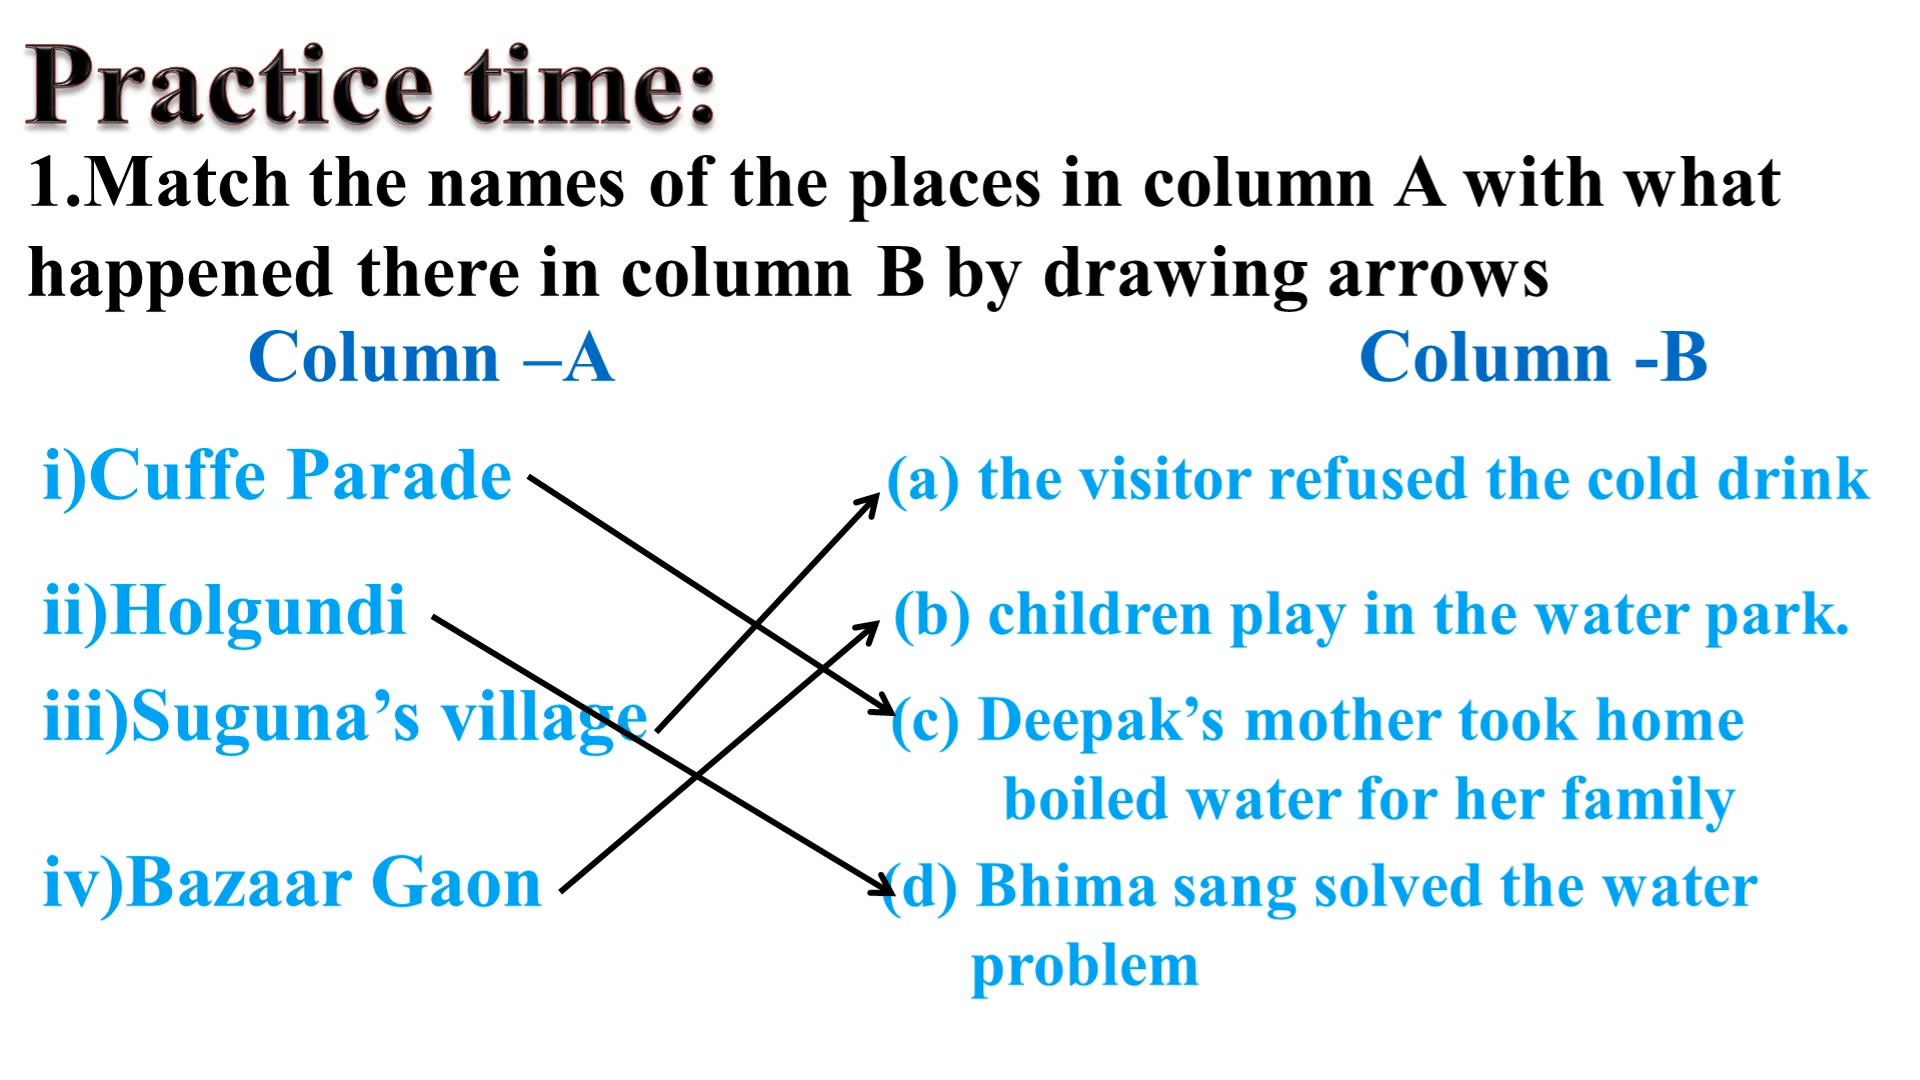 Practice time:
1.Match the names of the places in column A with what
happened there in column B by drawing arrows
Column –A
Column -B
i)Cuffe Parade
(a) the visitor refused the cold drink
ii)Holgundi
(b) children play in the water park.
iii)Suguna’s village
(c) Deepak’s mother took home
boiled water for her family
iv)Bazaar Gaon
(d) Bhima sang solved the water
problem